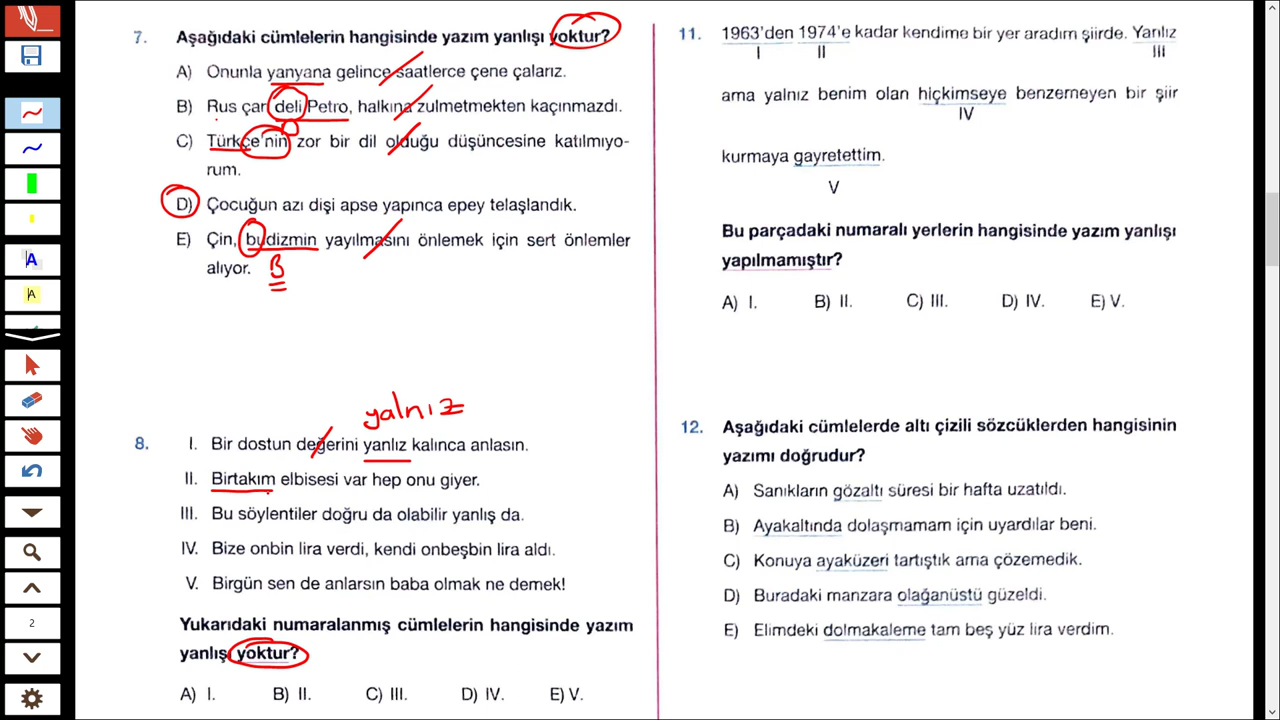 7. Aşağıdaki cümlelerin hangisinde yazım yanlışı yoktur?
A) Onunla yanyana gelince saatlerce çene çalarız.
B) Rus çarı deli Petro, halkına zulmetmekten kaçınmazdı.
C) Türkçe'nin zor bir dil olduğu düşüncesine katılmıyo-
rum.
D) Çocuğun azı dişi apse yapınca epey telaşlandık.
E) Çin, budizmin yayılmasını önlemek için sert önlemler
alıyor.
B
yalnız
8. I. Bir dostun değerini yanlız kalınca anlasın.
II. Birtakım elbisesi var hep onu giyer.
III. Bu söylentiler doğru da olabilir yanlış da.
IV. Bize onbin lira verdi, kendi onbeşbin lira aldı.
V. Birgün sen de anlarsın baba olmak ne demek!
Yukarıdaki numaralanmış cümlelerin hangisinde yazım
yanlış yoktur?
A) I. B) II. C) III. D) IV. E) V.
11. 1963'den 1974'e kadar kendime bir yer aradım şiirde. Yanlız
I II III
ama yalnız benim olan hiçkimseye benzemeyen bir şiir
IV
kurmaya gayretettim.
V
Bu parçadaki numaralı yerlerin hangisinde yazım yanlışı
yapılmamıştır?
A) I. B) II. C) III. D) IV. E) V.
12. Aşağıdaki cümlelerde altı çizili sözcüklerden hangisinin
yazımı doğrudur?
A) Sanıkların gözaltı süresi bir hafta uzatıldı.
B) Ayakaltında dolaşmamam için uyardılar beni.
C) Konuya ayaküzeri tartıştık ama çözemedik.
D) Buradaki manzara olağanüstü güzeldi.
E) Elimdeki dolmakaleme tam beş yüz lira verdim.
A
A
2